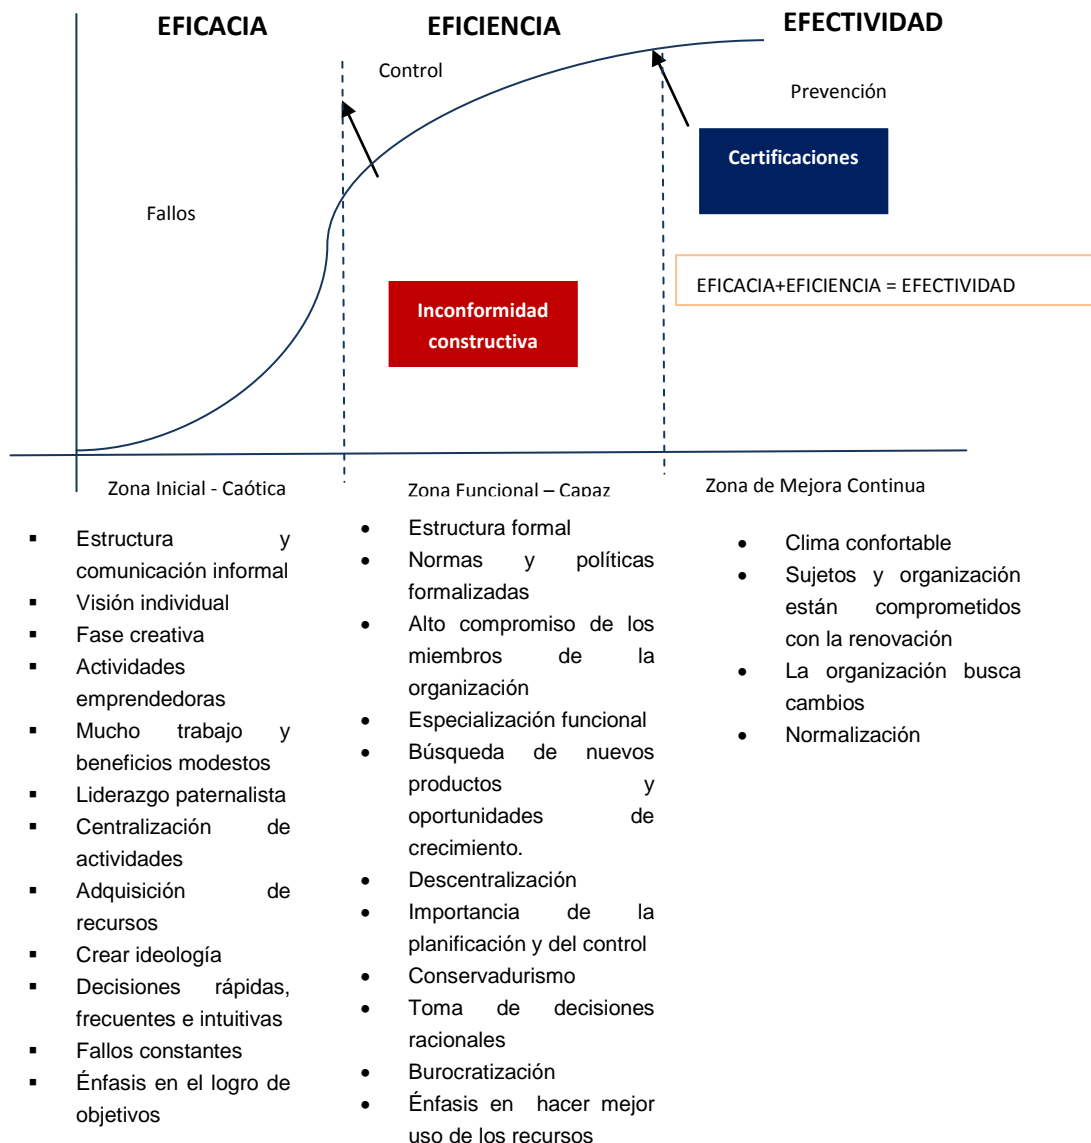 EFICACIA
EFICIENCIA
EFECTIVIDAD
Control
Prevención
Certificaciones
Fallos
EFICACIA+EFICIENCIA = EFECTIVIDAD
Inconformidad
constructiva
Zona Inicial - Caótica
▪ Estructura y
comunicación informal
▪ Visión individual
▪ Fase creativa
▪ Actividades
emprendedoras
▪ Mucho trabajo y
beneficios modestos
▪ Liderazgo paternalista
▪ Centralización de
actividades
▪ Adquisición de
recursos
▪ Crear ideología
▪ Decisiones rápidas,
frecuentes e intuitivas
▪ Fallos constantes
▪ Énfasis en el logro de
objetivos
Zona Funcional – Capaz
• Estructura formal
• Normas y políticas
formalizadas
• Alto compromiso de los
miembros de la
organización
• Especialización funcional
• Búsqueda de nuevos
productos y
oportunidades de
crecimiento.
• Descentralización
• Importancia de la
planificación y del control
• Conservadurismo
• Toma de decisiones
racionales
• Burocratización
• Énfasis en hacer mejor
uso de los recursos
Zona de Mejora Continua
• Clima confortable
• Sujetos y organización
están comprometidos
con la renovación
• La organización busca
cambios
• Normalización